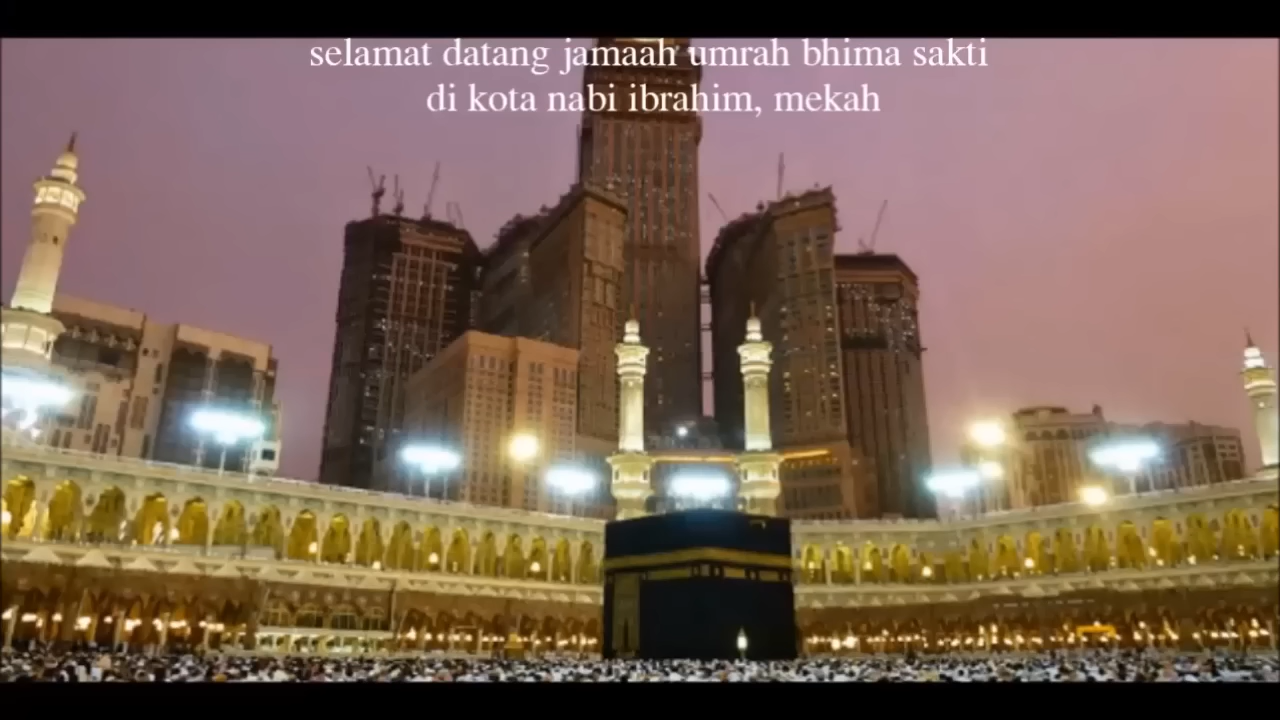 selamat datang jamaah umrah bhima sakti
di kota nabi ibrahim, mekah